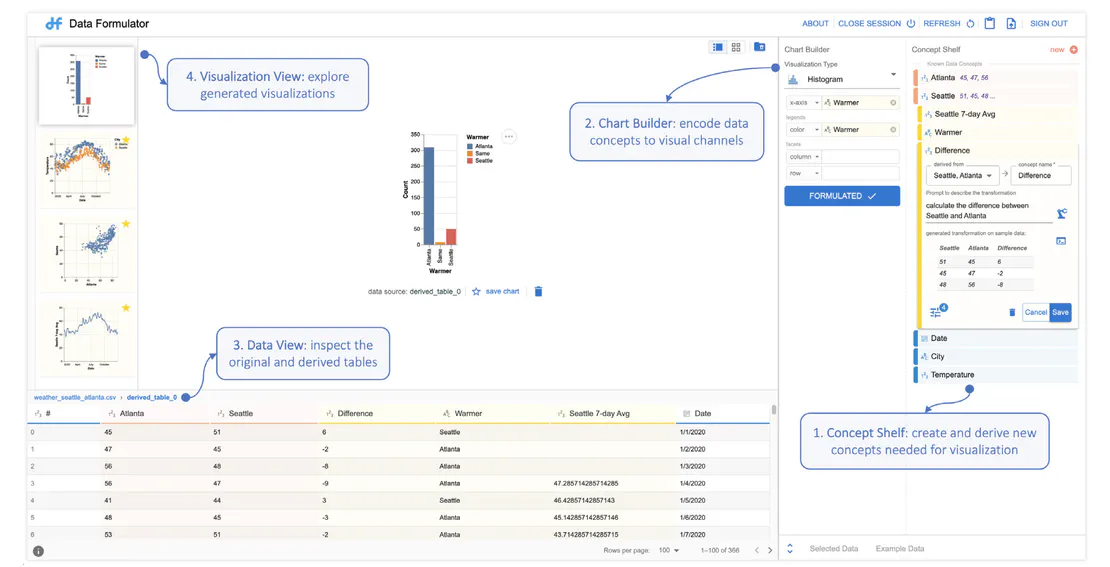 Data Formulator
ABOUT CLOSE SESSION REFRESH SIGN OUT
4. Visualization View: explore
generated visualizations
2. Chart Builder: encode data
concepts to visual channels
350
300
250
200
150
100
50
0
Count
Atlanta
Same
Seattle
Warmer
Warmer
Atlanta
Same
Seattle
data source: derived_table_0 save chart
3. Data View: inspect the
original and derived tables
Chart Builder
Visualization Type
Histogram
x-axis Warmer
legends
color Warmer
facets
column
row
FORMULATED
Concept Shelf new
Known Data Concepts
Atlanta 45, 47, 56
Seattle 51, 45, 48 ...
Seattle 7-day Avg
Warmer
Difference
derived from concept name *
Seattle, Atlanta Difference
Prompt to describe the transformation
calculate the difference between
Seattle and Atlanta
generated transformation on sample data:
Seattle Atlanta Difference
51 45 6
45 47 -2
48 56 -8
4 Cancel Save
Date
City
Temperature
1. Concept Shelf: create and derive new
concepts needed for visualization
weather_seattle_atlanta.csv › derived_table_0
# Atlanta Seattle Difference Warmer Seattle 7-day Avg Date
0 45 51 6 Seattle 1/1/2020
1 47 45 -2 Atlanta 1/2/2020
2 56 48 -8 Atlanta 1/3/2020
3 56 47 -9 Atlanta 47.285714285714285 1/4/2020
4 41 44 3 Seattle 46.42857142857143 1/5/2020
5 48 45 -3 Atlanta 45.142857142857146 1/6/2020
6 53 51 -2 Atlanta 43.714285714285715 1/7/2020
Rows per page: 100 1–100 of 366
Selected Data Example Data